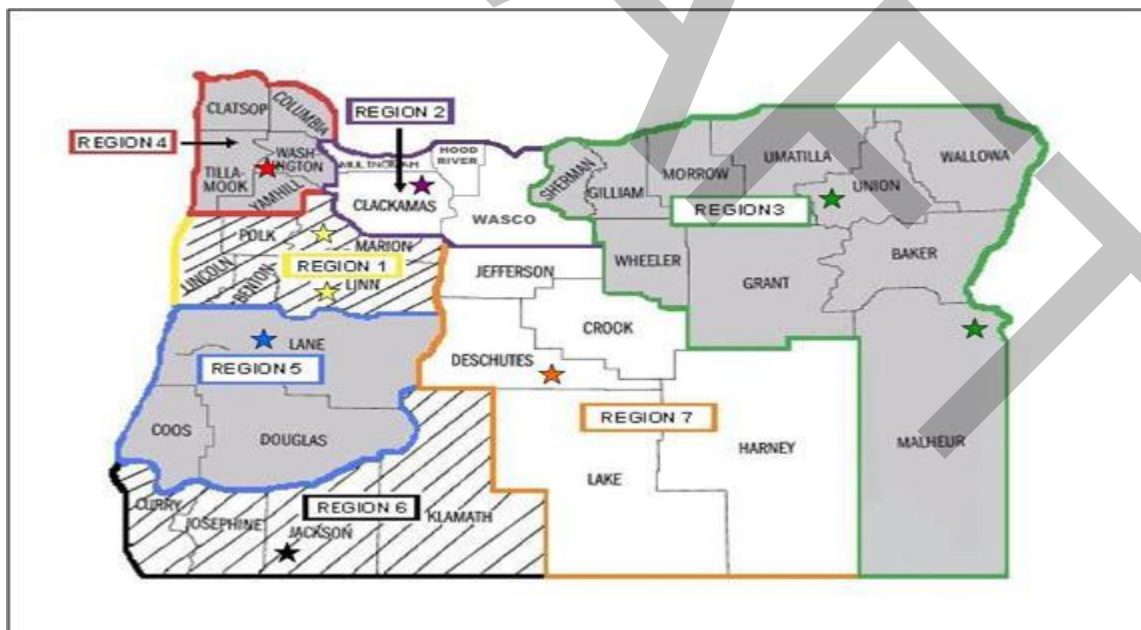 CLATSOP
COLUMBIA
REGION 2
REGION 4
WASH-
INGTON
TILLA-
MOOK
YAMHILL
MULTNOMAH
HOOD
RIVER
CLACKAMAS
WASCO
SHERMAN
GILLIAM
MORROW
UMATILLA
UNION
WALLOWA
REGION 3
WHEELER
GRANT
BAKER
POLK
MARION
LINCOLN
BENTON
REGION 1
LINN
JEFFERSON
CROOK
DESCHUTES
LANE
REGION 5
COOS
DOUGLAS
REGION 7
HARNEY
LAKE
MALHEUR
CURRY
JOSEPHINE
REGION 6
JACKSON
KLAMATH